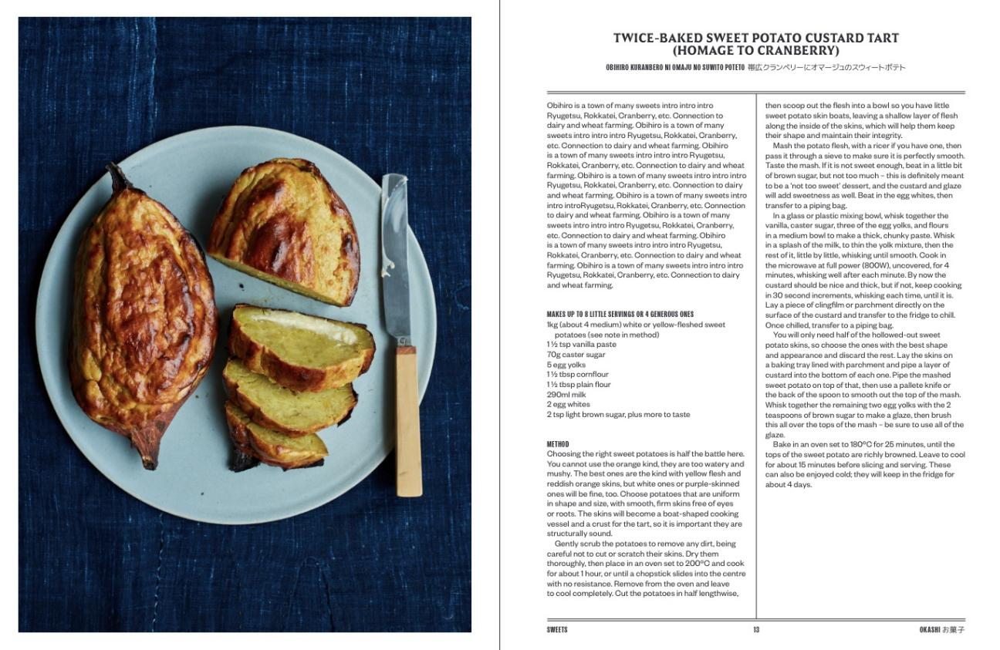 TWICE-BAKED SWEET POTATO CUSTARD TART
(HOMAGE TO CRANBERRY)
OBIHIRO KURANBERO NI OMAJU NO SUWITO POTETO 帯広クランベリーにオマージュのスウィートポテト
Obihiro is a town of many sweets intro intro intro
Ryugetsu, Rokkatei, Cranberry, etc. Connection to
dairy and wheat farming. Obihiro is a town of many
sweets intro intro intro Ryugetsu, Rokkatei, Cranberry,
etc. Connection to dairy and wheat farming. Obihiro
is a town of many sweets intro intro intro Ryugetsu,
Rokkatei, Cranberry, etc. Connection to dairy and wheat
farming. Obihiro is a town of many sweets intro intro intro
Ryugetsu, Rokkatei, Cranberry, etc. Connection to dairy
and wheat farming. Obihiro is a town of many sweets intro
intro introRyugetsu, Rokkatei, Cranberry, etc. Connection
to dairy and wheat farming. Obihiro is a town of many
sweets intro intro intro Ryugetsu, Rokkatei, Cranberry,
etc. Connection to dairy and wheat farming. Obihiro
is a town of many sweets intro intro intro Ryugetsu,
Rokkatei, Cranberry, etc. Connection to dairy and wheat
farming. Obihiro is a town of many sweets intro intro intro
Ryugetsu, Rokkatei, Cranberry, etc. Connection to dairy
and wheat farming.
MAKES UP TO 8 LITTLE SERVINGS OR 4 GENEROUS ONES
1kg (about 4 medium) white or yellow-fleshed sweet
potatoes (see note in method)
1½ tsp vanilla paste
70g caster sugar
5 egg yolks
1½ tbsp cornflour
1½ tbsp plain flour
290ml milk
2 egg whites
2 tsp light brown sugar, plus more to taste
METHOD
Choosing the right sweet potatoes is half the battle here.
You cannot use the orange kind, they are too watery and
mushy. The best ones are the kind with yellow flesh and
reddish orange skins, but white ones or purple-skinned
ones will be fine, too. Choose potatoes that are uniform
in shape and size, with smooth, firm skins free of eyes
or roots. The skins will become a boat-shaped cooking
vessel and a crust for the tart, so it is important they are
structurally sound.
Gently scrub the potatoes to remove any dirt, being
careful not to cut or scratch their skins. Dry them
thoroughly, then place in an oven set to 200ºC and cook
for about 1 hour, or until a chopstick slides into the centre
with no resistance. Remove from the oven and leave
to cool completely. Cut the potatoes in half lengthwise,
then scoop out the flesh into a bowl so you have little
sweet potato skin boats, leaving a shallow layer of flesh
along the inside of the skins, which will help them keep
their shape and maintain their integrity.
Mash the potato flesh, with a ricer if you have one, then
pass it through a sieve to make sure it is perfectly smooth.
Taste the mash. If it is not sweet enough, beat in a little bit
of brown sugar, but not too much – this is definitely meant
to be a 'not too sweet' dessert, and the custard and glaze
will add sweetness as well. Beat in the egg whites, then
transfer to a piping bag.
In a glass or plastic mixing bowl, whisk together the
vanilla, caster sugar, three of the egg yolks, and flours
in a medium bowl to make a thick, chunky paste. Whisk
in a splash of the milk, to thin the yolk mixture, then the
rest of it, little by little, whisking until smooth. Cook in
the microwave at full power (800W), uncovered, for 4
minutes, whisking well after each minute. By now the
custard should be nice and thick, but if not, keep cooking
in 30 second increments, whisking each time, until it is.
Lay a piece of clingfilm or parchment directly on the
surface of the custard and transfer to the fridge to chill.
Once chilled, transfer to a piping bag.
You will only need half of the hollowed-out sweet
potato skins, so choose the ones with the best shape
and appearance and discard the rest. Lay the skins on
a baking tray lined with parchment and pipe a layer of
custard into the bottom of each one. Pipe the mashed
sweet potato on top of that, then use a pallete knife or
the back of the spoon to smooth out the top of the mash.
Whisk together the remaining two egg yolks with the 2
teaspoons of brown sugar to make a glaze, then brush
this all over the tops of the mash – be sure to use all of the
glaze.
Bake in an oven set to 180ºC for 25 minutes, until the
tops of the sweet potato are richly browned. Leave to cool
for about 15 minutes before slicing and serving. These
can also be enjoyed cold; they will keep in the fridge for
about 4 days.
SWEETS
13
OKASHI お菓子